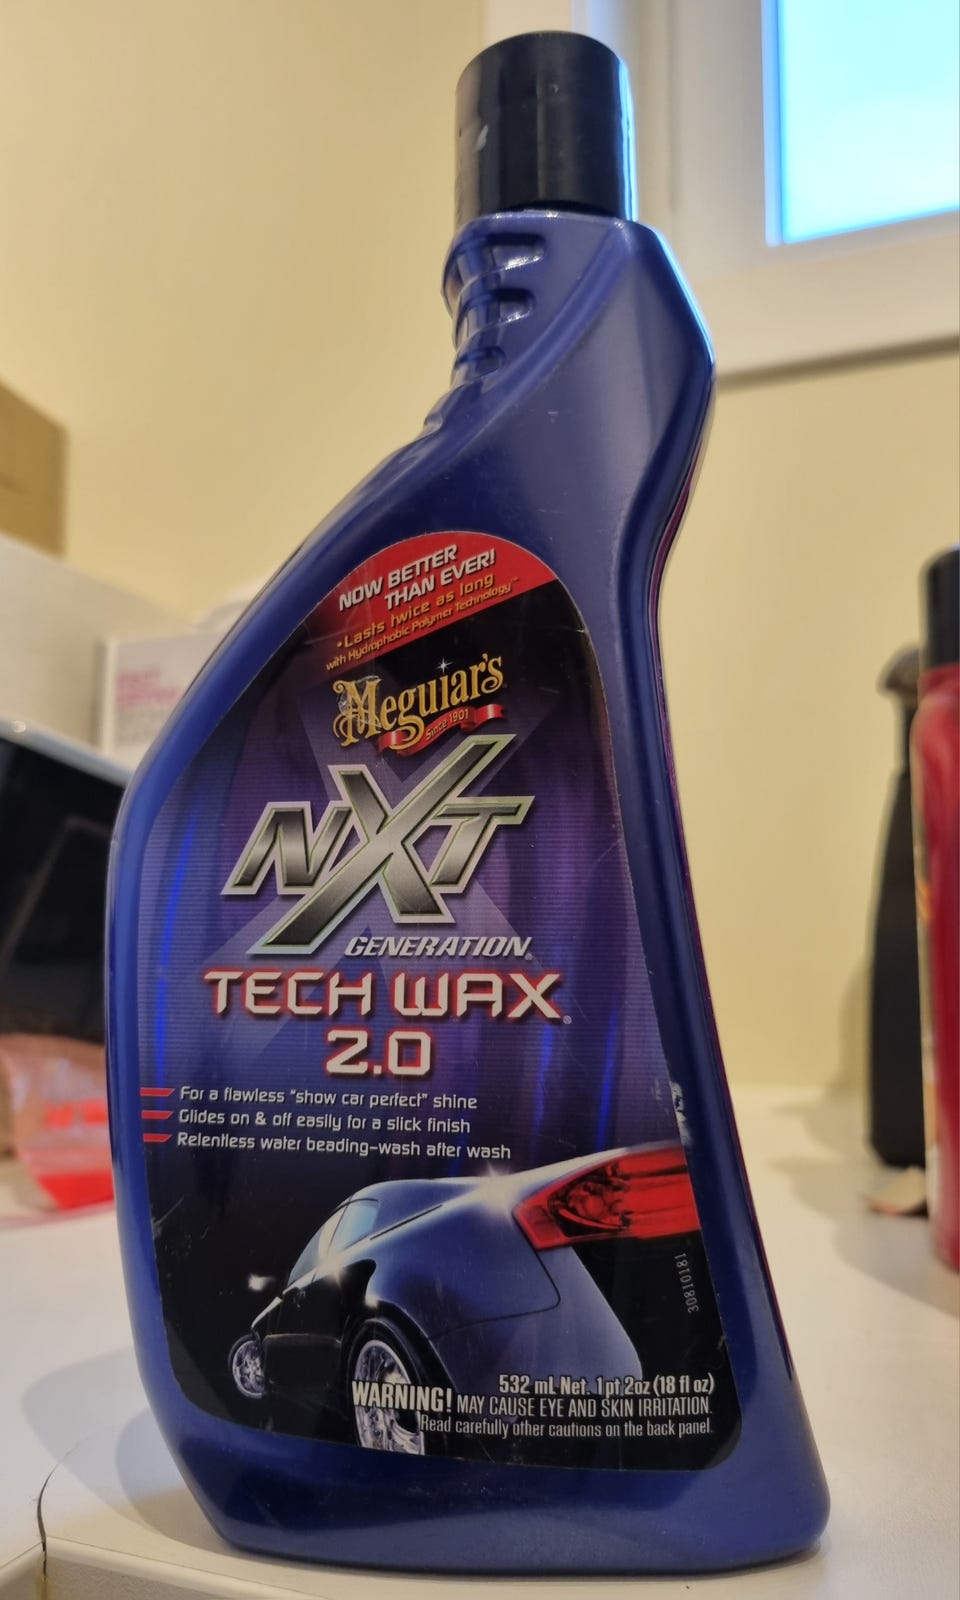 NOW BETTER
THAN EVER!
• Lasts twice as long
with Hydrophobic Polymer Technology™
Meguiar's
Since 1901
NXT
GENERATION®
TECH WAX®
2.0
For a flawless "show car perfect" shine
Glides on & off easily for a slick finish
Relentless water beading-wash after wash
30810181
532 mL Net. 1pt 2oz (18 fl oz)
WARNING! MAY CAUSE EYE AND SKIN IRRITATION.
Read carefully other cautions on the back panel.